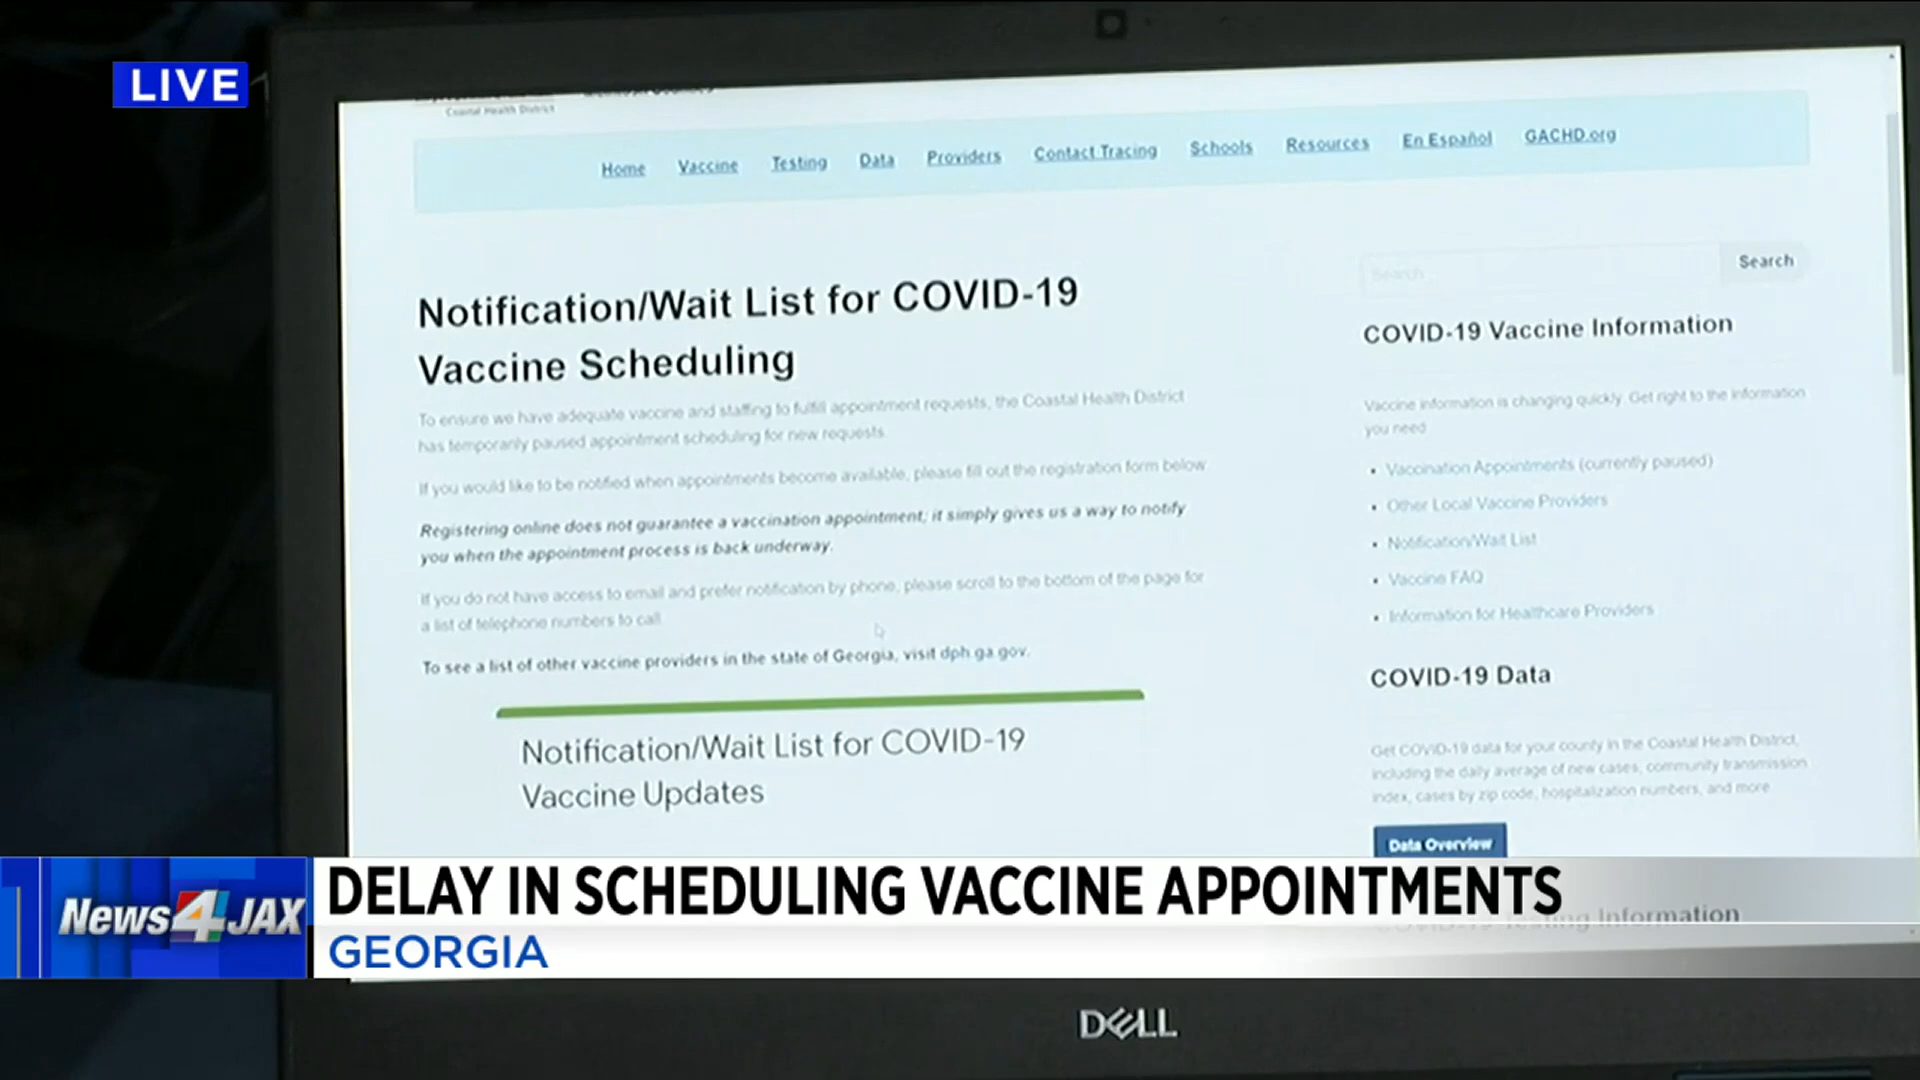 LIVE
Coastal Health District
Home Vaccine Testing Data Providers Contact Tracing Schools Resources En Español GACHD.org
Notification/Wait List for COVID-19
Vaccine Scheduling
To ensure we have adequate vaccine and staffing to fulfill appointment requests, the Coastal Health District
has temporarily paused appointment scheduling for new requests.
If you would like to be notified when appointments become available, please fill out the registration form below
Registering online does not guarantee a vaccination appointment; it simply gives us a way to notify
you when the appointment process is back underway.
If you do not have access to email and prefer notification by phone, please scroll to the bottom of the page for
a list of telephone numbers to call.
To see a list of other vaccine providers in the state of Georgia, visit dph.ga.gov.
Notification/Wait List for COVID-19
Vaccine Updates
Search Search
COVID-19 Vaccine Information
Vaccine information is changing quickly. Get right to the information
you need.
• Vaccination Appointments (currently paused)
• Other Local Vaccine Providers
• Notification/Wait List
• Vaccine FAQ
• Information for Healthcare Providers
COVID-19 Data
Get COVID-19 data for your county in the Coastal Health District,
including the daily average of new cases, community transmission
index, cases by zip code, hospitalization numbers, and more.
Data Overview
COVID-19 Testing Information
News4JAX
DELAY IN SCHEDULING VACCINE APPOINTMENTS
GEORGIA
DELL